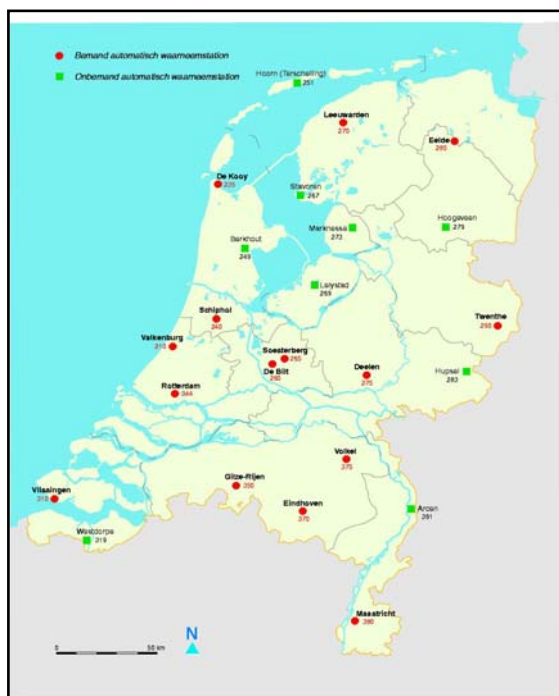 Bemand automatisch waarneemstation
Onbemand automatisch waarneemstation
Hoorn (Terschelling)
251
Leeuwarden
270
Eelde
280
De Kooy
235
Stavoren
267
Marknesse
273
Hoogeveen
279
Berkhout
249
Lelystad
269
Schiphol
240
Valkenburg
210
Twenthe
290
Soesterberg
265
De Bilt
260
Deelen
275
Hupsel
283
Rotterdam
344
Volkel
375
Gilze-Rijen
350
Vlissingen
310
Eindhoven
370
Arcen
391
Westdorpe
319
Maastricht
380
N
0
50 km